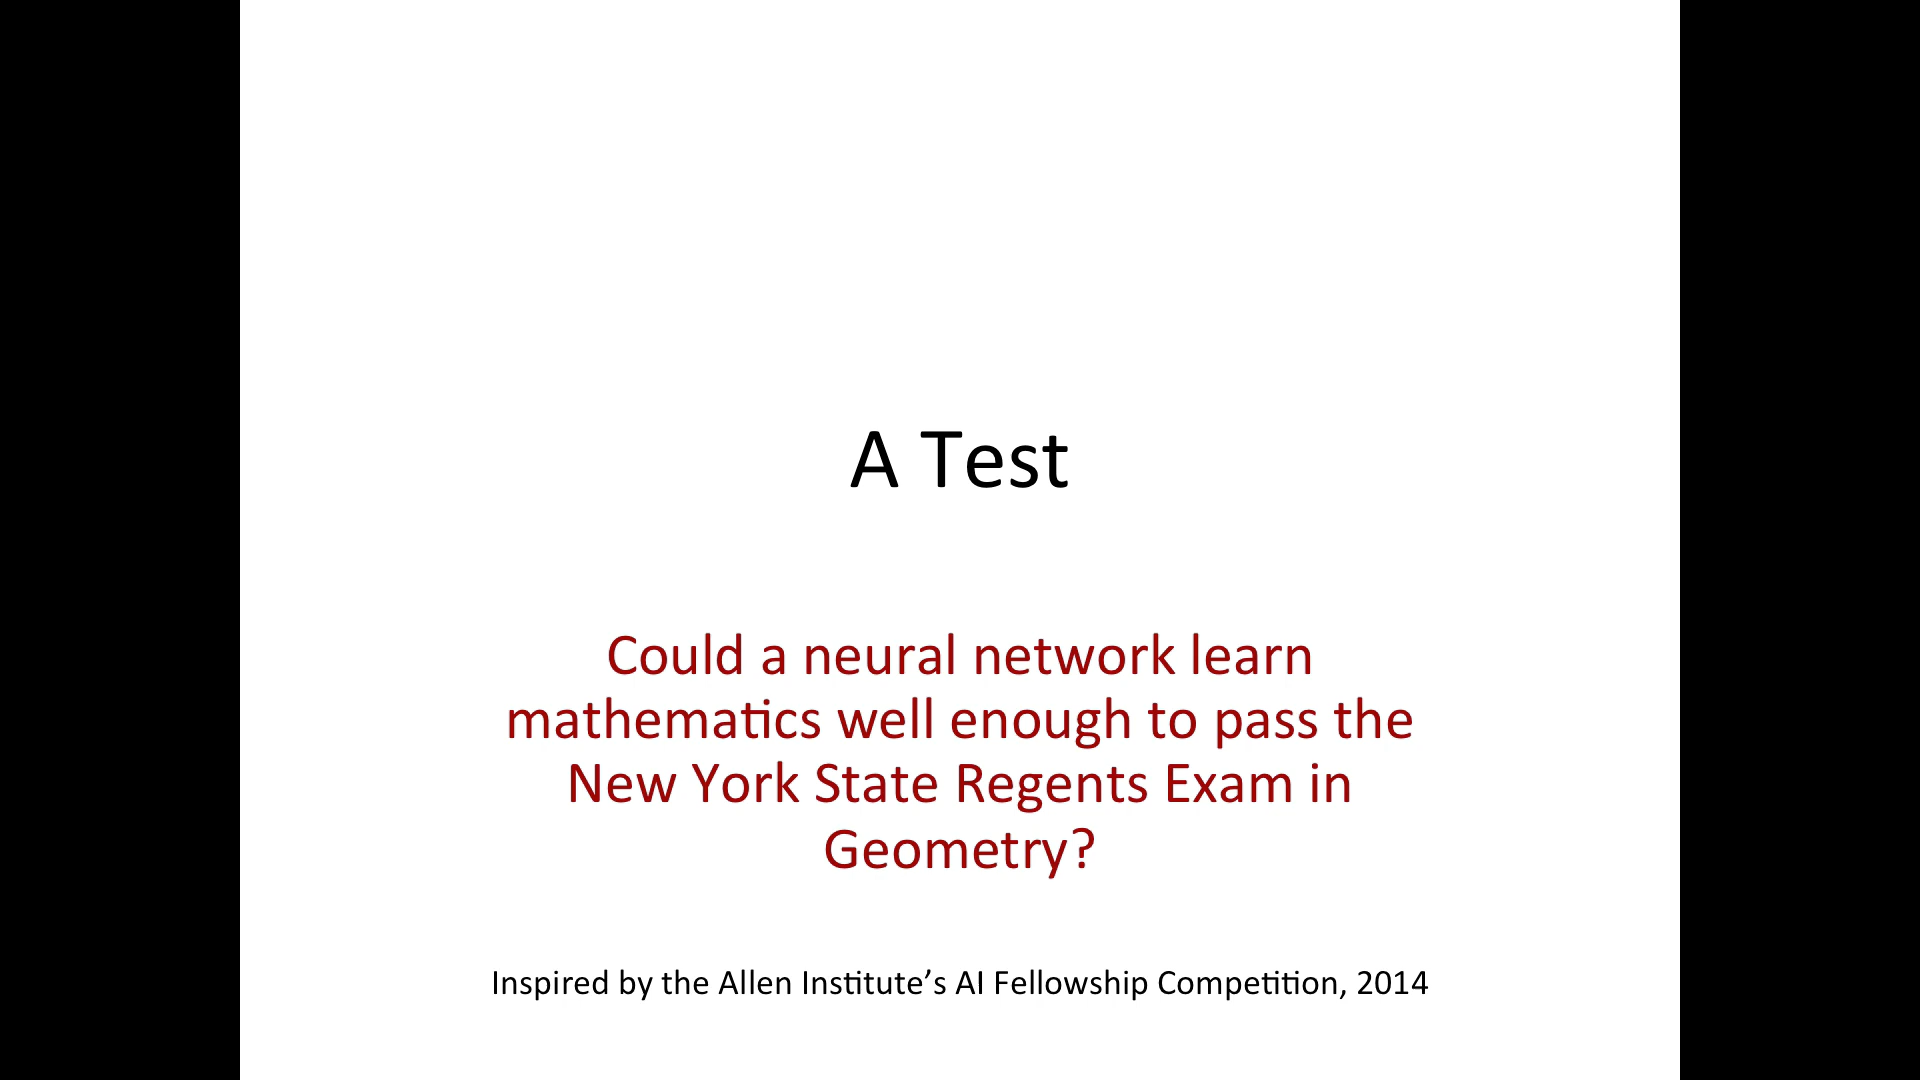 A Test
Could a neural network learn
mathematics well enough to pass the
New York State Regents Exam in
Geometry?
Inspired by the Allen Institute’s AI Fellowship Competition, 2014